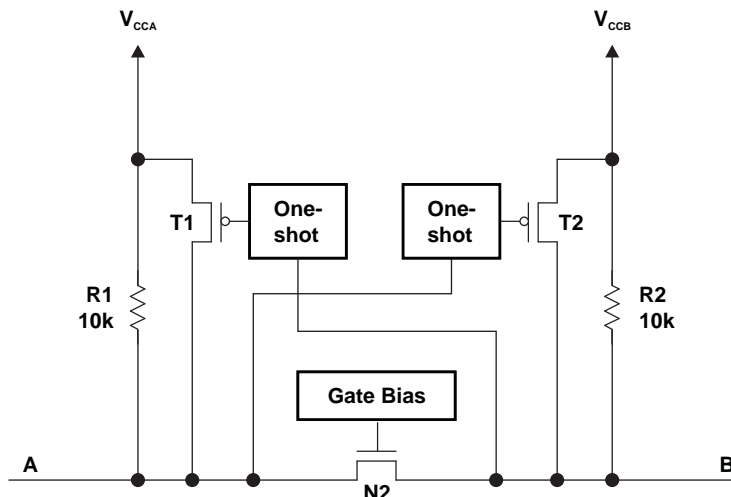 VCCA
VCCB
One-
shot
One-
shot
T1
T2
R1
10k
R2
10k
Gate Bias
A
B
N2